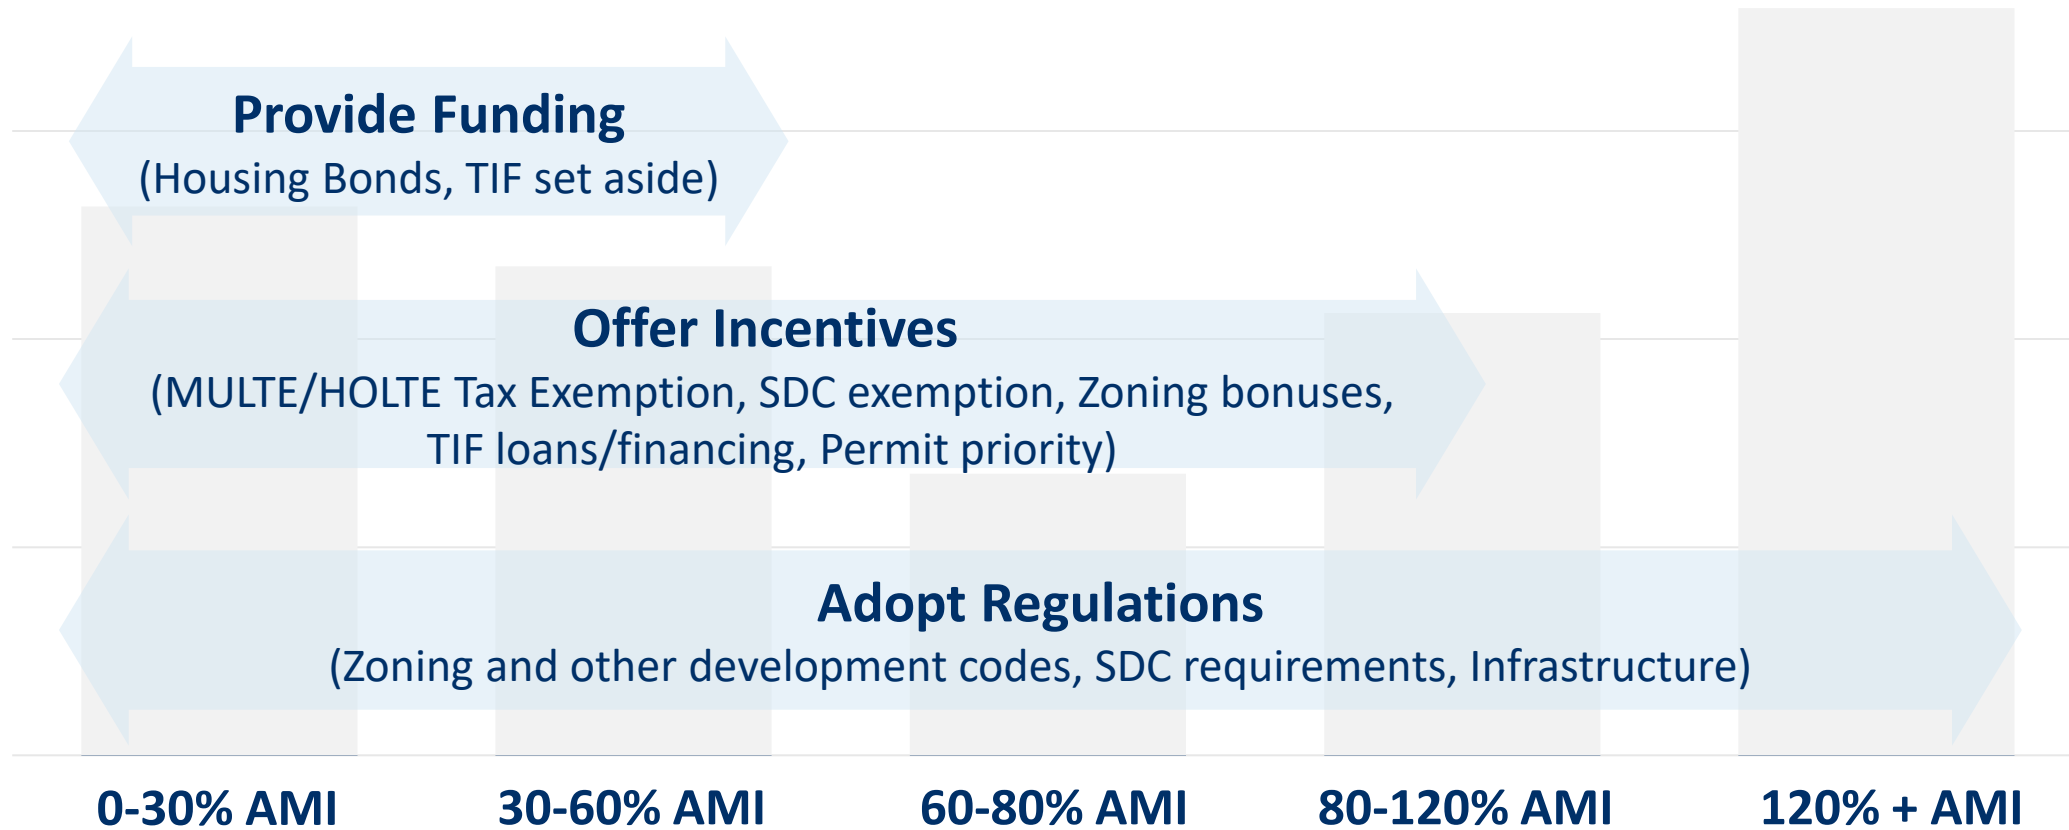 Provide Funding
(Housing Bonds, TIF set aside)
Offer Incentives
(MULTE/HOLTE Tax Exemption, SDC exemption, Zoning bonuses,
TIF loans/financing, Permit priority)
Adopt Regulations
(Zoning and other development codes, SDC requirements, Infrastructure)
0-30% AMI
30-60% AMI
60-80% AMI
80-120% AMI
120% + AMI